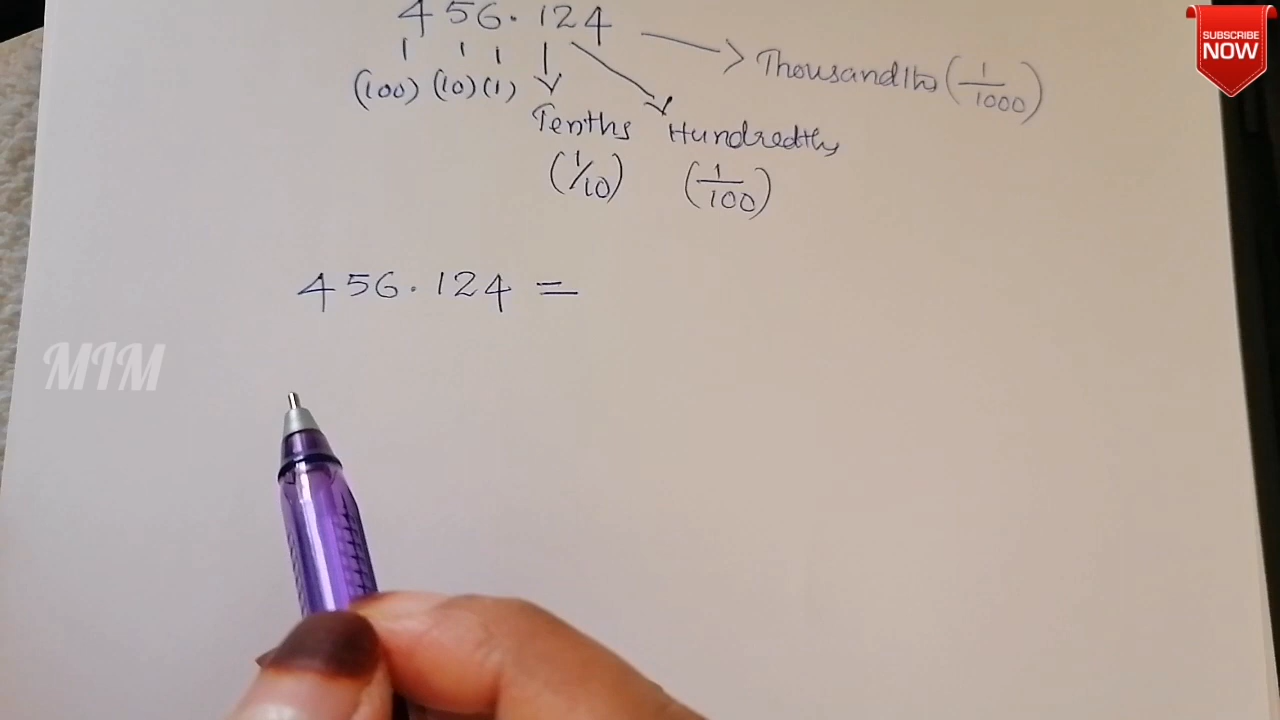 456.124
(100) (10) (1)
Tenths
(1/10)
Hundredths
(1/100)
Thousandths (1/1000)
456.124 =
MIM
SUBSCRIBE
NOW